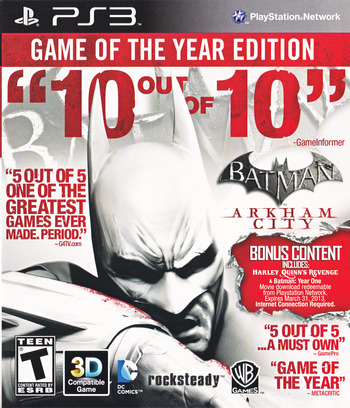 PS3
PlayStation®Network
GAME OF THE YEAR EDITION
"10 OUT OF 10"
-GameInformer
"5 OUT OF 5
ONE OF THE
GREATEST
GAMES EVER
MADE. PERIOD."
-G4TV.com
BATMAN
ARKHAM
CITY
BONUS CONTENT
INCLUDES:
HARLEY QUINN'S REVENGE
& Batman: Year One
Movie download redeemable
from Playstation Network.
Expires March 31, 2013.
Internet Connection Required.
"5 OUT OF 5
...A MUST OWN"
-GamePro
"GAME OF
THE YEAR"
-METACRITIC
TEEN
T
CONTENT RATED BY
ESRB
3D
Compatible
Game
DC
COMICS™
rocksteady
WB
GAMES